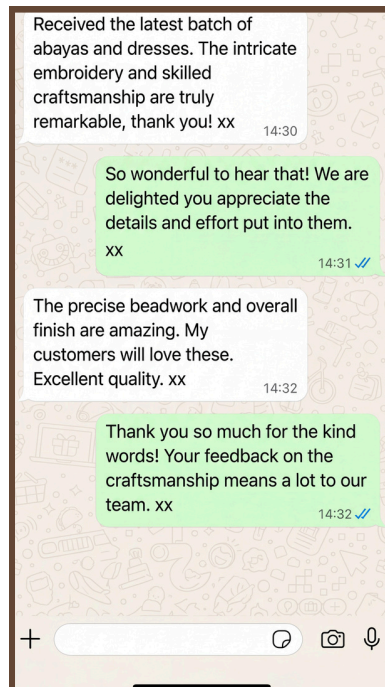 Received the latest batch of
abayas and dresses. The intricate
embroidery and skilled
craftsmanship are truly
remarkable, thank you! xx
14:30
So wonderful to hear that! We are
delighted you appreciate the
details and effort put into them.
xx
14:31
The precise beadwork and overall
finish are amazing. My
customers will love these.
Excellent quality. xx
14:32
Thank you so much for the kind
words! Your feedback on the
craftsmanship means a lot to our
team. xx
14:32